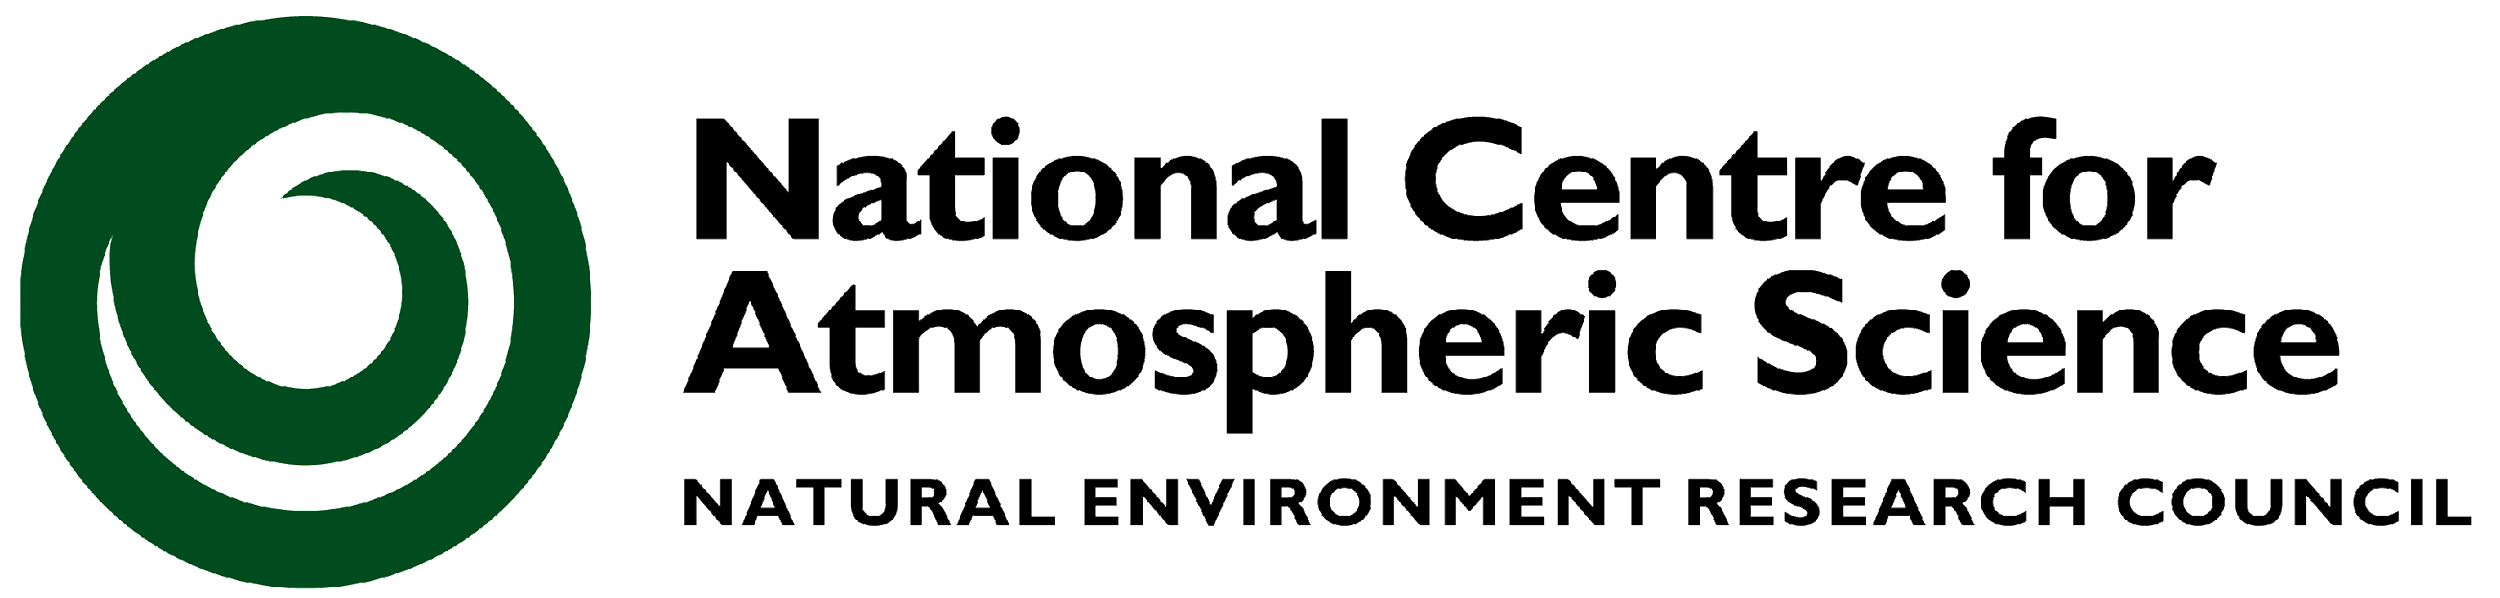 National Centre for
Atmospheric Science
NATURAL ENVIRONMENT RESEARCH COUNCIL